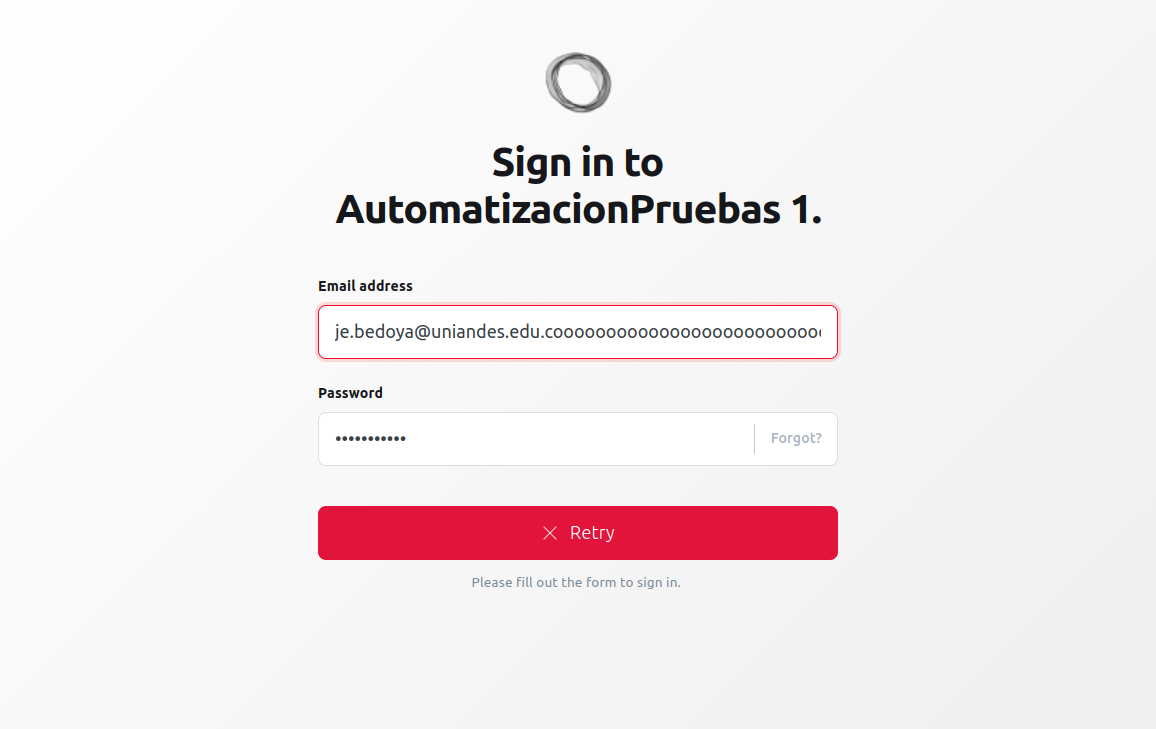 Sign in to
AutomatizacionPruebas 1.
Email address
je.bedoya@uniandes.edu.coooooooooooooooooooooooooo
Password
•••••••••••
Forgot?
Retry
Please fill out the form to sign in.